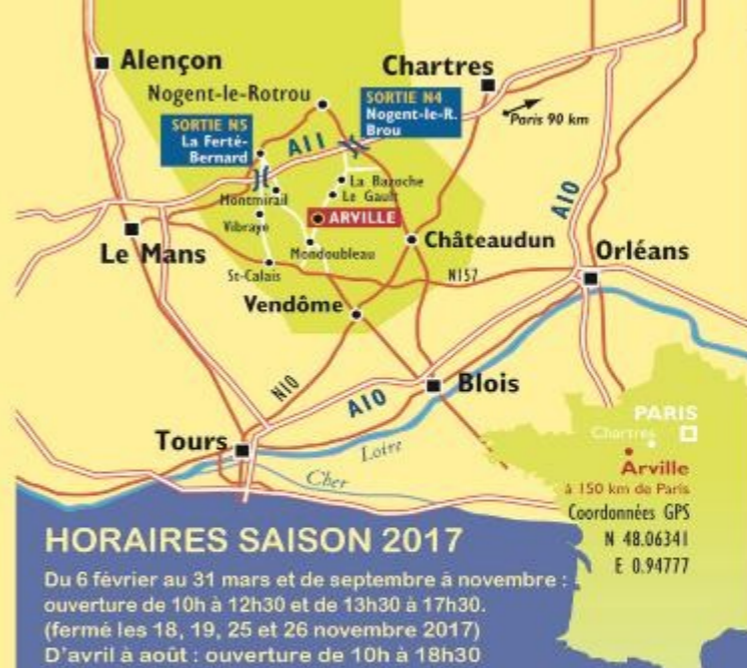 Alençon
Chartres
Nogent-le-Rotrou
SORTIE N4
Nogent-le-R.
Brou
Paris 90 km
SORTIE N5
La Ferté-
Bernard
A11
La Bazoche
Le Gault
Montmirail
ARVILLE
A10
Vibraye
Châteaudun
Orléans
Le Mans
Mondoubleau
St-Calais
N157
Vendôme
N10
A10
Blois
PARIS
Chartres
Tours
Loire
Arville
Cher
à 150 km de Paris
Coordonnées GPS
N 48.06341
E 0.94777
HORAIRES SAISON 2017
Du 6 février au 31 mars et de septembre à novembre :
ouverture de 10h à 12h30 et de 13h30 à 17h30.
(fermé les 18, 19, 25 et 26 novembre 2017)
D'avril à août : ouverture de 10h à 18h30